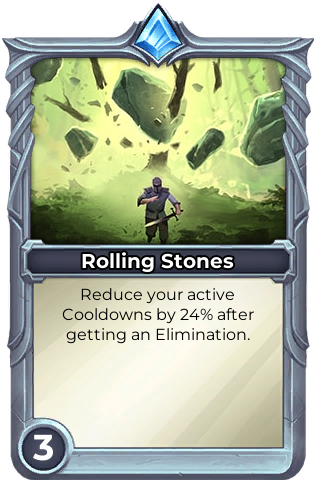 Rolling Stones
Reduce your active
Cooldowns by 24% after
getting an Elimination.
3